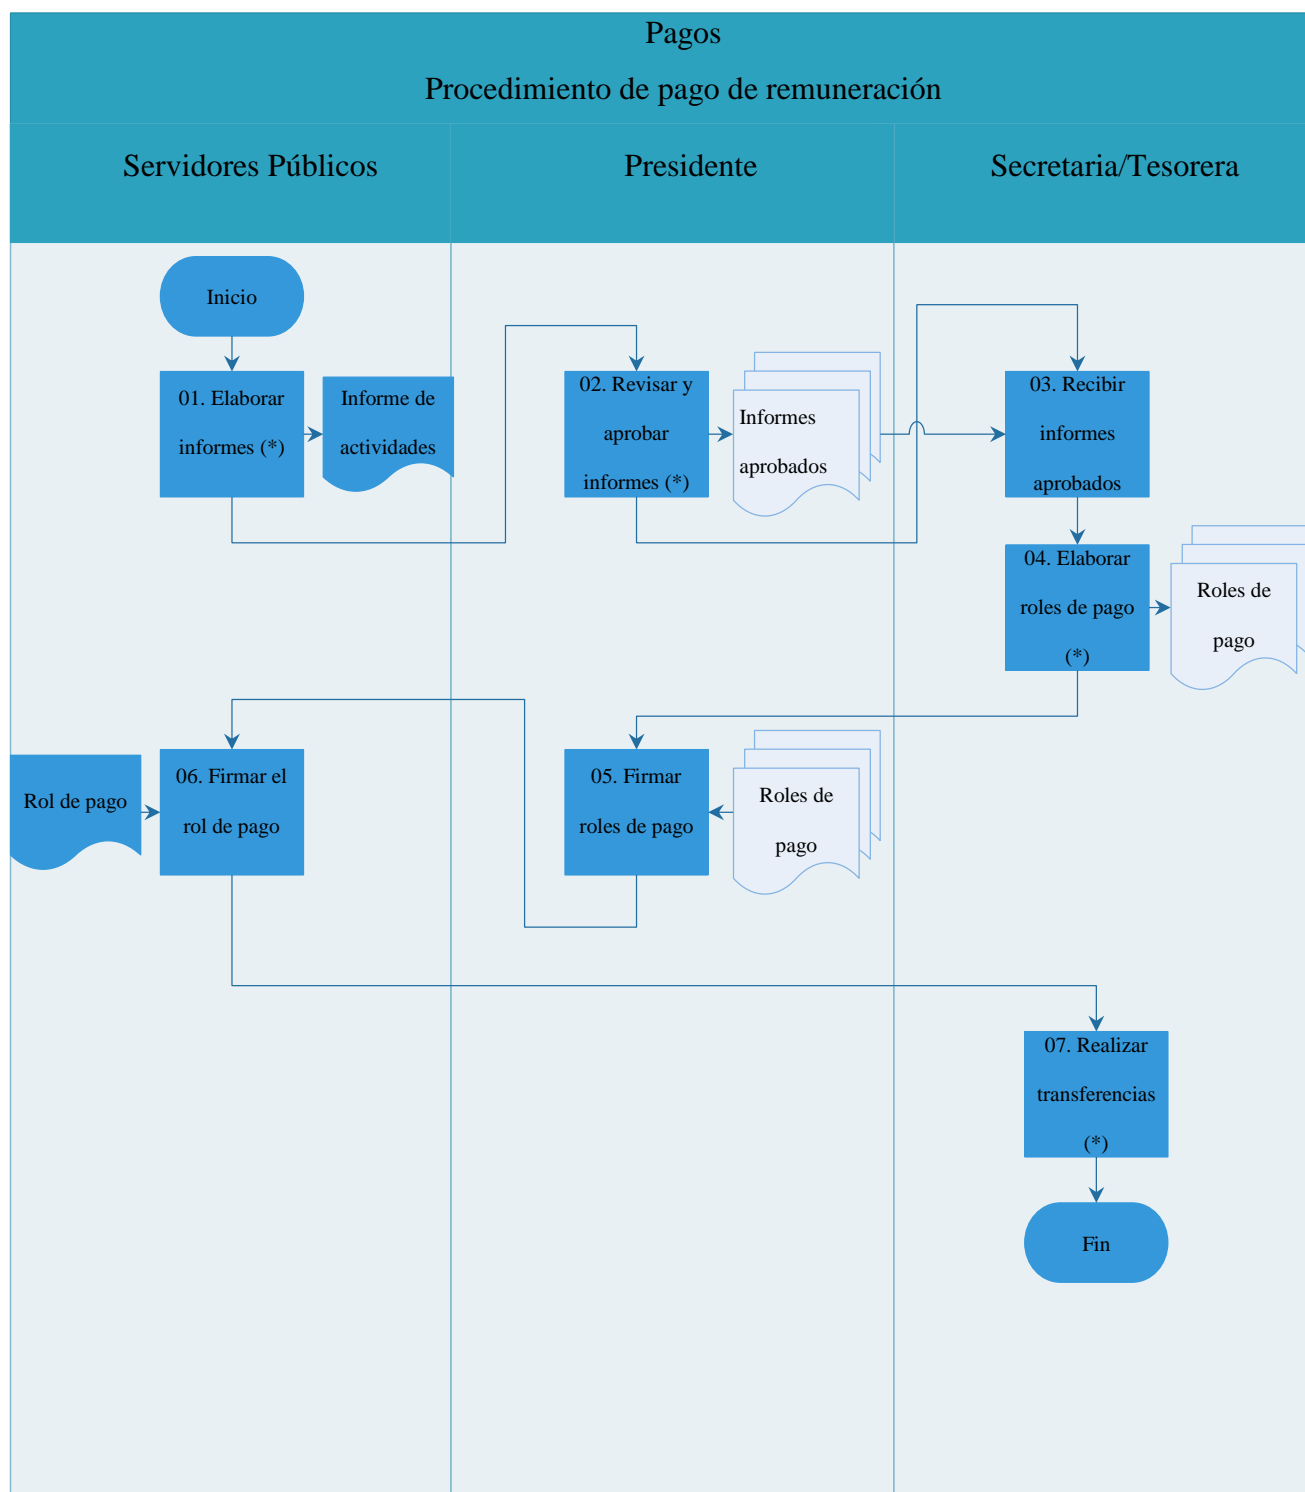 Pagos
Procedimiento de pago de remuneración
Servidores Públicos
Presidente
Secretaria/Tesorera
Inicio
01. Elaborar
informes (*)
Informe de
actividades
02. Revisar y
aprobar
informes (*)
Informes
aprobados
03. Recibir
informes
aprobados
04. Elaborar
roles de pago
(*)
Roles de
pago
Rol de pago
06. Firmar el
rol de pago
05. Firmar
roles de pago
Roles de
pago
07. Realizar
transferencias
(*)
Fin